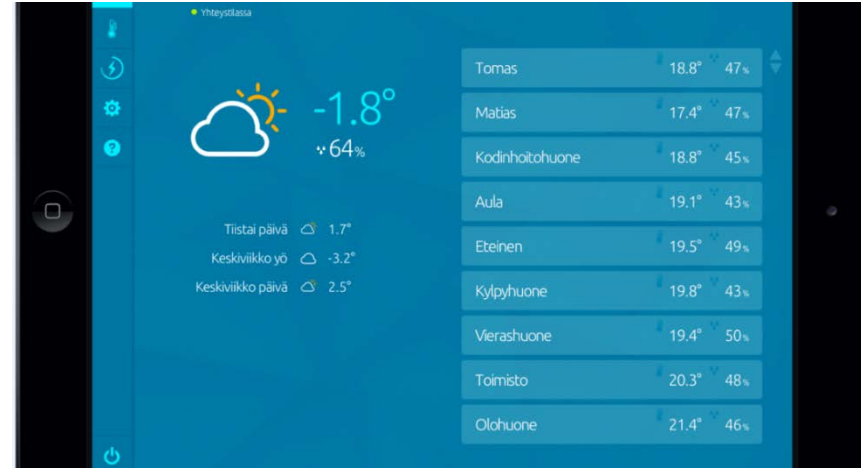 Yhteystilassa
-1.8°
64%
Tiistai päivä 1.7°
Keskiviikko yö -3.2°
Keskiviikko päivä 2.5°
Tomas 18.8° 47%
Matias 17.4° 47%
Kodinhoitohuone 18.8° 45%
Aula 19.1° 43%
Eteinen 19.5° 49%
Kylpyhuone 19.8° 43%
Vierashuone 19.4° 50%
Toimisto 20.3° 48%
Olohuone 21.4° 46%